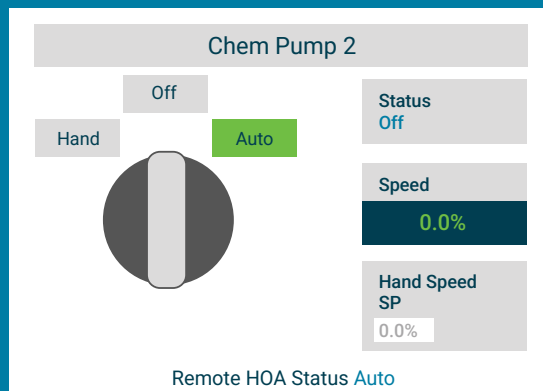 Chem Pump 2
Off
Hand
Auto
Status
Off
Speed
0.0%
Hand Speed
SP
0.0%
Remote HOA Status Auto